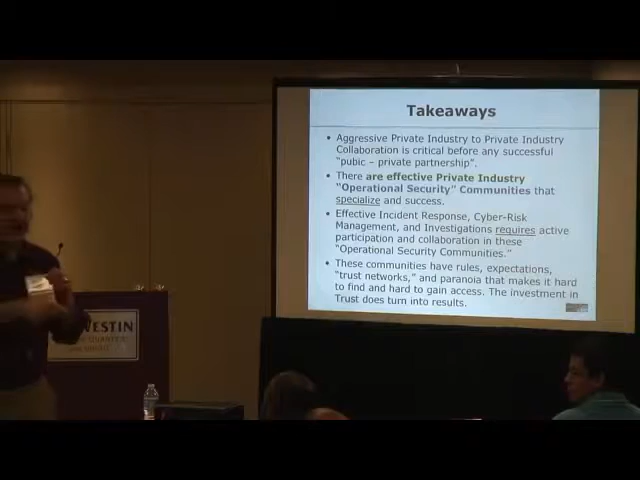 Takeaways
• Aggressive Private Industry to Private Industry
Collaboration is critical before any successful
"pubic – private partnership".
• There are effective Private Industry
"Operational Security" Communities that
specialize and success.
• Effective Incident Response, Cyber-Risk
Management, and Investigations requires active
participation and collaboration in these
"Operational Security Communities."
• These communities have rules, expectations,
"trust networks," and paranoia that makes it hard
to find and hard to gain access. The investment in
Trust does turn into results.
WESTIN